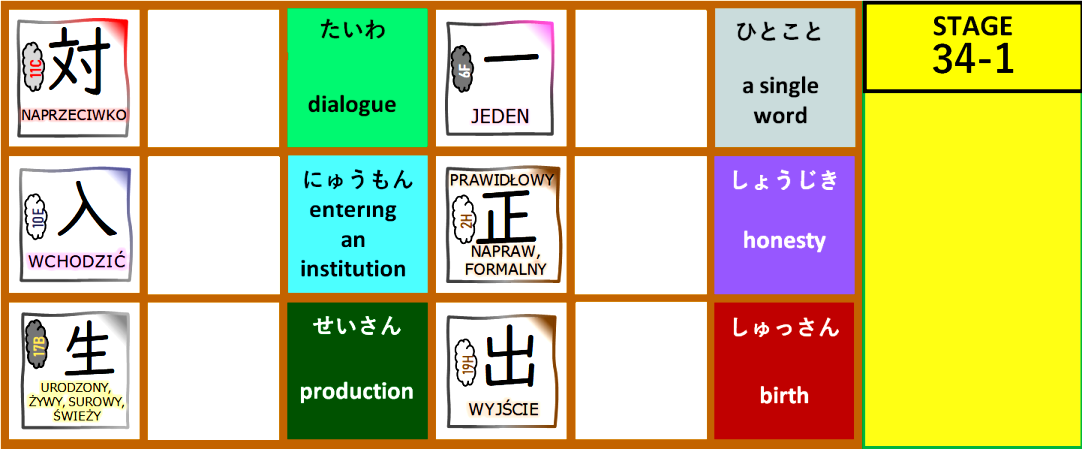 対
11C
NAPRZECIWKO
たいわ
dialogue
一
6F
JEDEN
ひとこと
a single
word
STAGE
34-1
入
10E
WCHODZIĆ
にゅうもん
enterıng
an
institution
PRAWIDŁOWY
正
2H
NAPRAW,
FORMALNY
しょうじき
honesty
生
17B
URODZONY,
ŻYWY, SUROWY,
ŚWIEŻY
せいさん
production
出
19H
WYJŚCIE
しゅっさん
birth